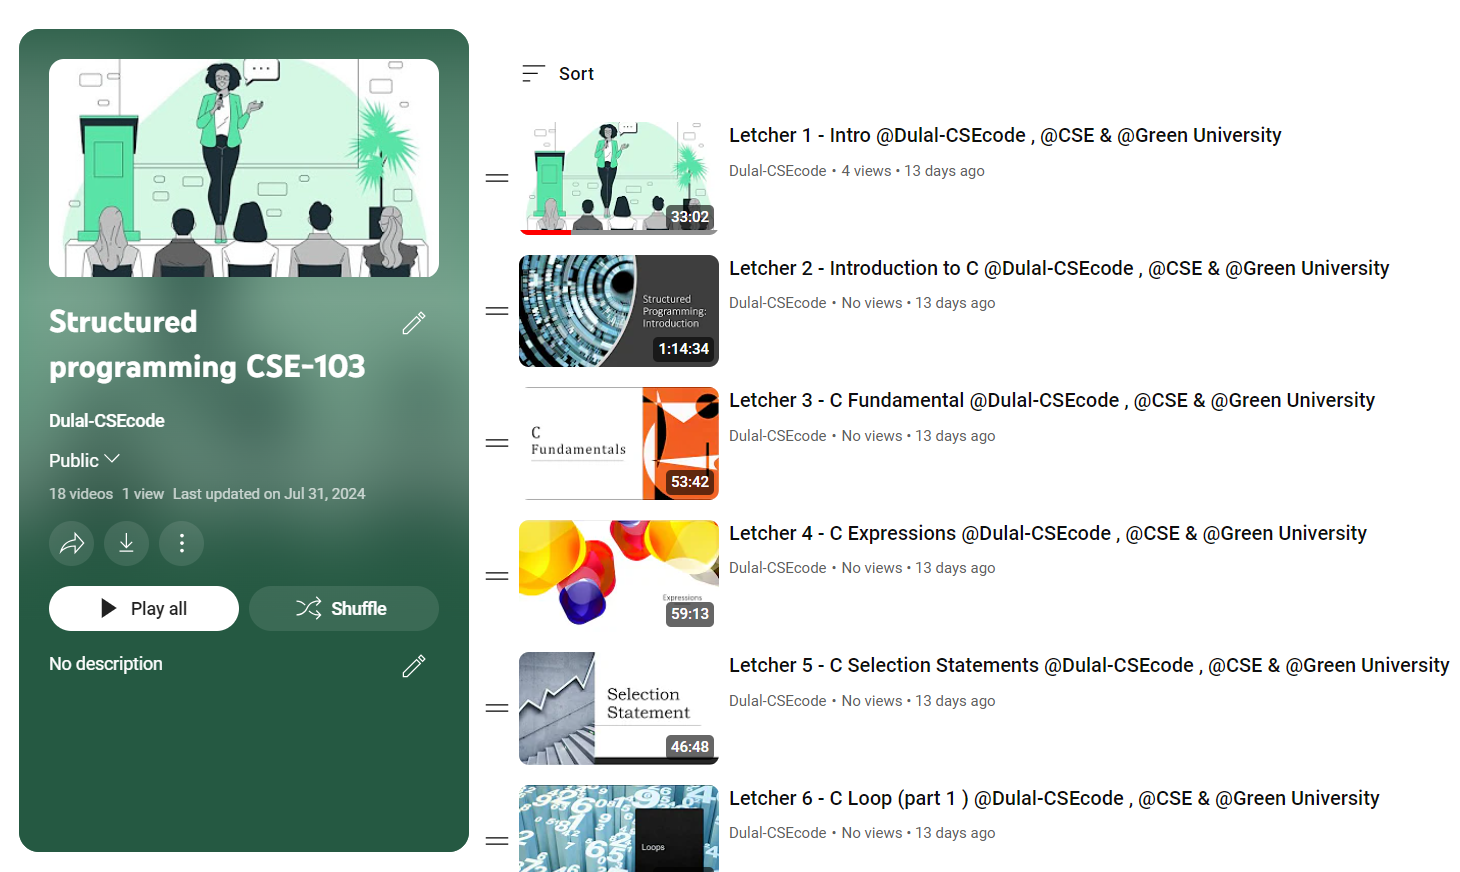 Structured
programming CSE-103
Dulal-CSEcode
Public
18 videos 1 view Last updated on Jul 31, 2024
Play all
Shuffle
No description
Sort
33:02
Letcher 1 - Intro @Dulal-CSEcode , @CSE & @Green University
Dulal-CSEcode • 4 views • 13 days ago
Structured
Programming:
Introduction
1:14:34
Letcher 2 - Introduction to C @Dulal-CSEcode , @CSE & @Green University
Dulal-CSEcode • No views • 13 days ago
C
Fundamentals
53:42
Letcher 3 - C Fundamental @Dulal-CSEcode , @CSE & @Green University
Dulal-CSEcode • No views • 13 days ago
Expressions
59:13
Letcher 4 - C Expressions @Dulal-CSEcode , @CSE & @Green University
Dulal-CSEcode • No views • 13 days ago
Selection
Statement
46:48
Letcher 5 - C Selection Statements @Dulal-CSEcode , @CSE & @Green University
Dulal-CSEcode • No views • 13 days ago
Loops
Letcher 6 - C Loop (part 1 ) @Dulal-CSEcode , @CSE & @Green University
Dulal-CSEcode • No views • 13 days ago